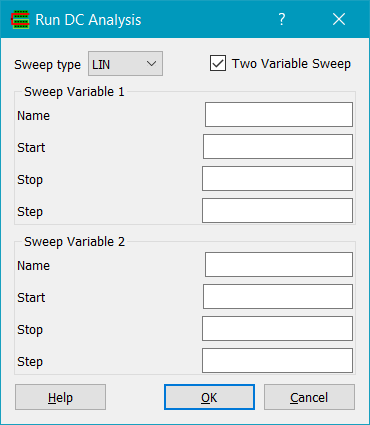 Run DC Analysis ?
Sweep type LIN Two Variable Sweep
Sweep Variable 1
Name
Start
Stop
Step
Sweep Variable 2
Name
Start
Stop
Step
Help OK Cancel